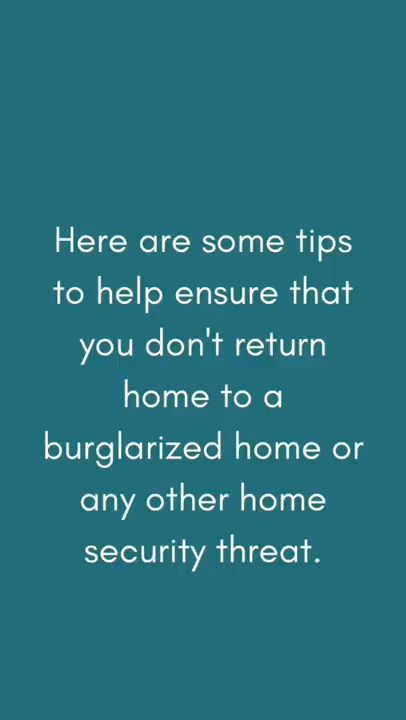 Here are some tips
to help ensure that
you don't return
home to a
burglarized home or
any other home
security threat.